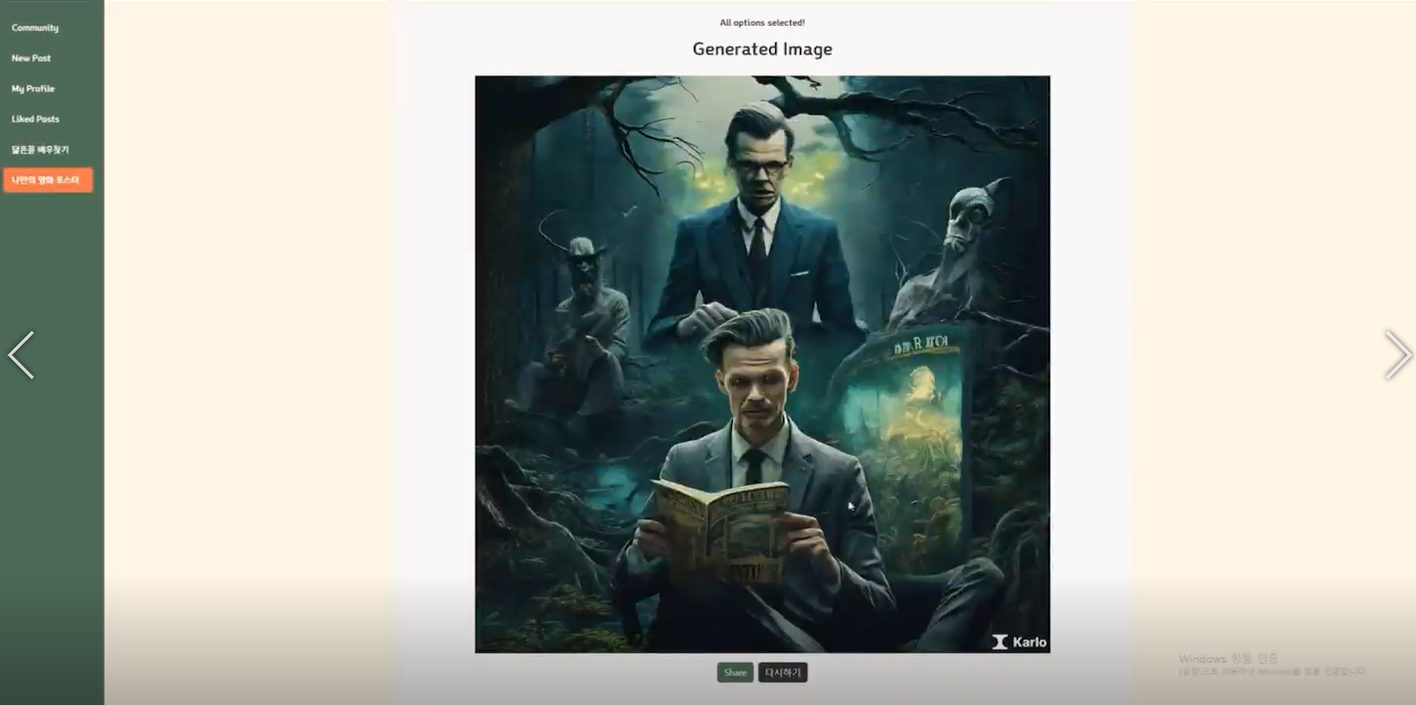 Community
New Post
My Profile
Liked Posts
닮은꼴 배우찾기
나만의 영화 포스터
All options selected!
Generated Image
Karlo
Share
다시하기
Windows 정품 인증